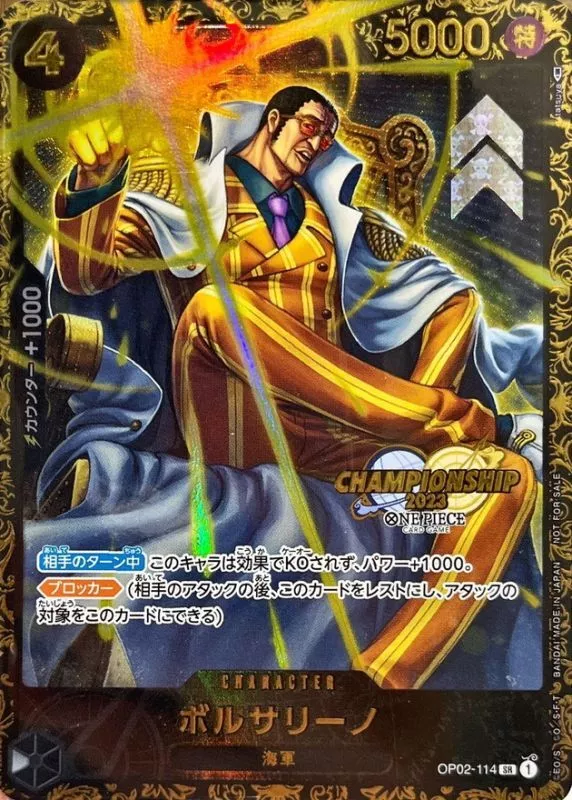 4
5000
特
カウンター +1000
CHAMPIONSHIP
2023
ONE PIECE
CARD GAME
相手のターン中 このキャラは効果でKOされず、パワー+1000。
ブロッカー (相手のアタックの後、このカードをレストにし、アタックの
対象をこのカードにできる)
CHARACTER
ボルサリーノ
海軍
OP02-114 SR 1
BANDAI MADE IN JAPAN NOT FOR SALE